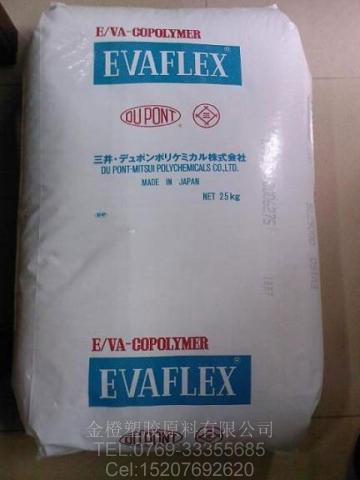 E/VA-COPOLYMER
EVAFLEX
DU PONT
三井・デュポンポリケミカル株式会社
DU PONT-MITSUI POLYCHEMICALS CO., LTD.
MADE IN JAPAN
NET 25kg
E/VA-COPOLYMER
EVAFLEX
DU PONT
金橙塑胶原料有限公司
TEL:0769-33355685
Cel:15207692620